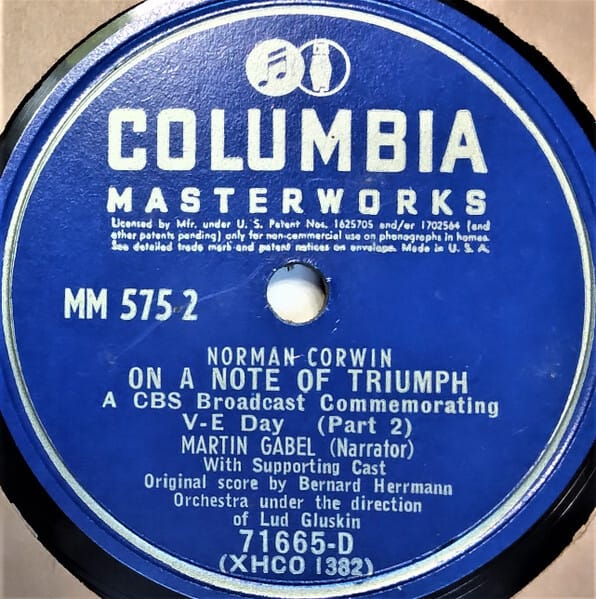 COLUMBIA
MASTERWORKS
Licensed by Mfr. under U. S. Patent Nos. 1625705 and/or 1702564 (and
other patents pending) only for non-commercial use on phonographs in homes.
See detailed trade mark and patent notices on envelope. Made in U. S. A.
MM 575-2
NORMAN CORWIN
ON A NOTE OF TRIUMPH
A CBS Broadcast Commemorating
V-E Day (Part 2)
MARTIN GABEL (Narrator)
With Supporting Cast
Original score by Bernard Herrmann
Orchestra under the direction
of Lud Gluskin
71665-D
(XHCO 1382)